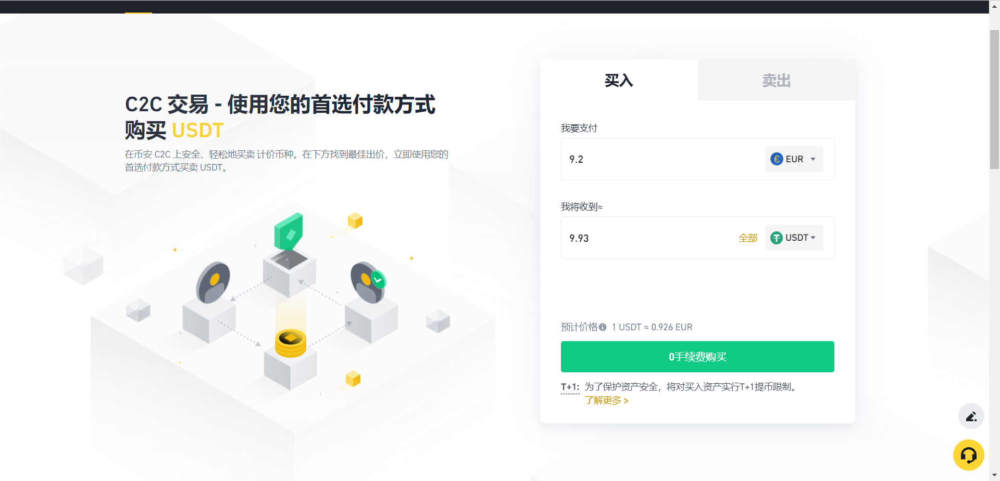 C2C 交易 - 使用您的首选付款方式
购买 USDT
在币安 C2C 上安全、轻松地买卖 计价币种。在下方找到最佳出价，立即使用您的
首选付款方式买卖 USDT。
买入
卖出
我要支付
9.2
EUR
我将收到≈
9.93
全部
USDT
预计价格 1 USDT ≈ 0.926 EUR
0手续费购买
T+1: 为了保护资产安全，将对买入资产实行T+1提币限制。
了解更多 >